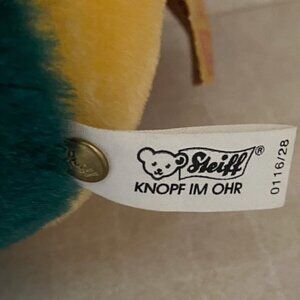 Steiff®
KNOPF IM OHR
0116/28